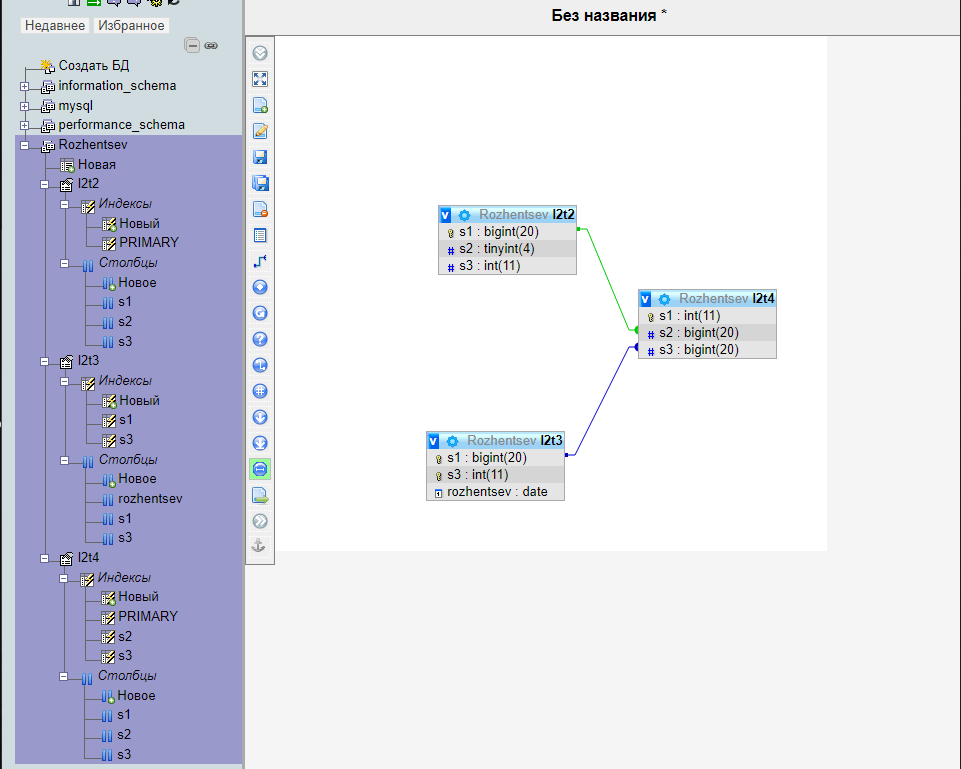 Недавнее Избранное
Создать БД
information_schema
mysql
performance_schema
Rozhentsev
Новая
l2t2
Индексы
Новый
PRIMARY
Столбцы
Новое
s1
s2
s3
l2t3
Индексы
Новый
s1
s3
Столбцы
Новое
rozhentsev
s1
s3
l2t4
Индексы
Новый
PRIMARY
s2
s3
Столбцы
Новое
s1
s2
s3
Без названия *
v Rozhentsev l2t2
s1 : bigint(20)
# s2 : tinyint(4)
# s3 : int(11)
v Rozhentsev l2t4
s1 : int(11)
# s2 : bigint(20)
# s3 : bigint(20)
v Rozhentsev l2t3
s1 : bigint(20)
s3 : int(11)
rozhentsev : date